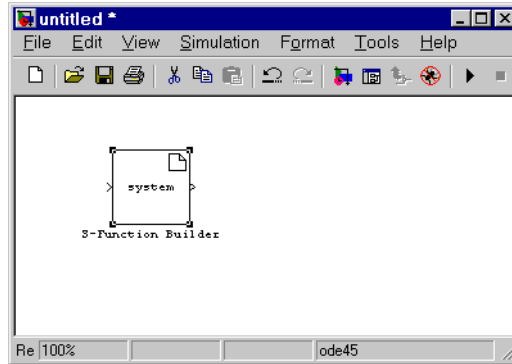 untitled *
File Edit View Simulation Format Tools Help
system
S-Function Builder
Re 100% ode45